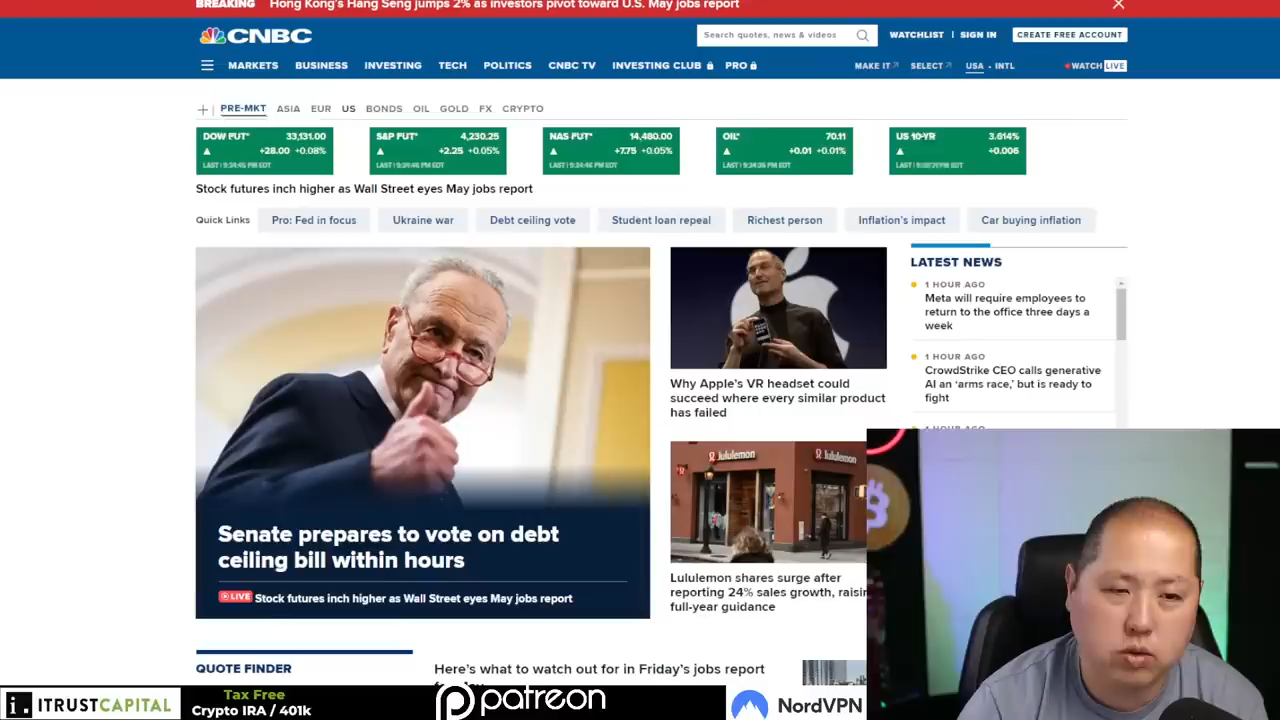 BREAKING Hong Kong's Hang Seng jumps 2% as investors pivot toward U.S. May jobs report
CNBC
Search quotes, news & videos
WATCHLIST | SIGN IN
CREATE FREE ACCOUNT
MARKETS BUSINESS INVESTING TECH POLITICS CNBC TV INVESTING CLUB PRO
MAKE IT SELECT USA • INTL WATCH LIVE
PRE-MKT ASIA EUR US BONDS OIL GOLD FX CRYPTO
DOW FUT* 33,131.00
+28.00 +0.08%
S&P FUT* 4,230.25
+2.25 +0.05%
NAS FUT* 14,480.00
+7.75 +0.05%
OIL* 70.11
+0.01 +0.01%
US 10-YR 3.614%
+0.006
Stock futures inch higher as Wall Street eyes May jobs report
Quick Links Pro: Fed in focus Ukraine war Debt ceiling vote Student loan repeal Richest person Inflation's impact Car buying inflation
Senate prepares to vote on debt
ceiling bill within hours
LIVE Stock futures inch higher as Wall Street eyes May jobs report
Why Apple's VR headset could
succeed where every similar product
has failed
lululemon
lululemon
Lululemon shares surge after
reporting 24% sales growth,
full-year guidance
LATEST NEWS
1 HOUR AGO
Meta will require employees to
return to the office three days a
week
1 HOUR AGO
CrowdStrike CEO calls generative
AI an 'arms race,' but is ready to
fight
QUOTE FINDER
Here's what to watch out for in Friday's jobs report
i. ITRUSTCAPITAL
Tax Free
Crypto IRA / 401k
patreon
NordVPN